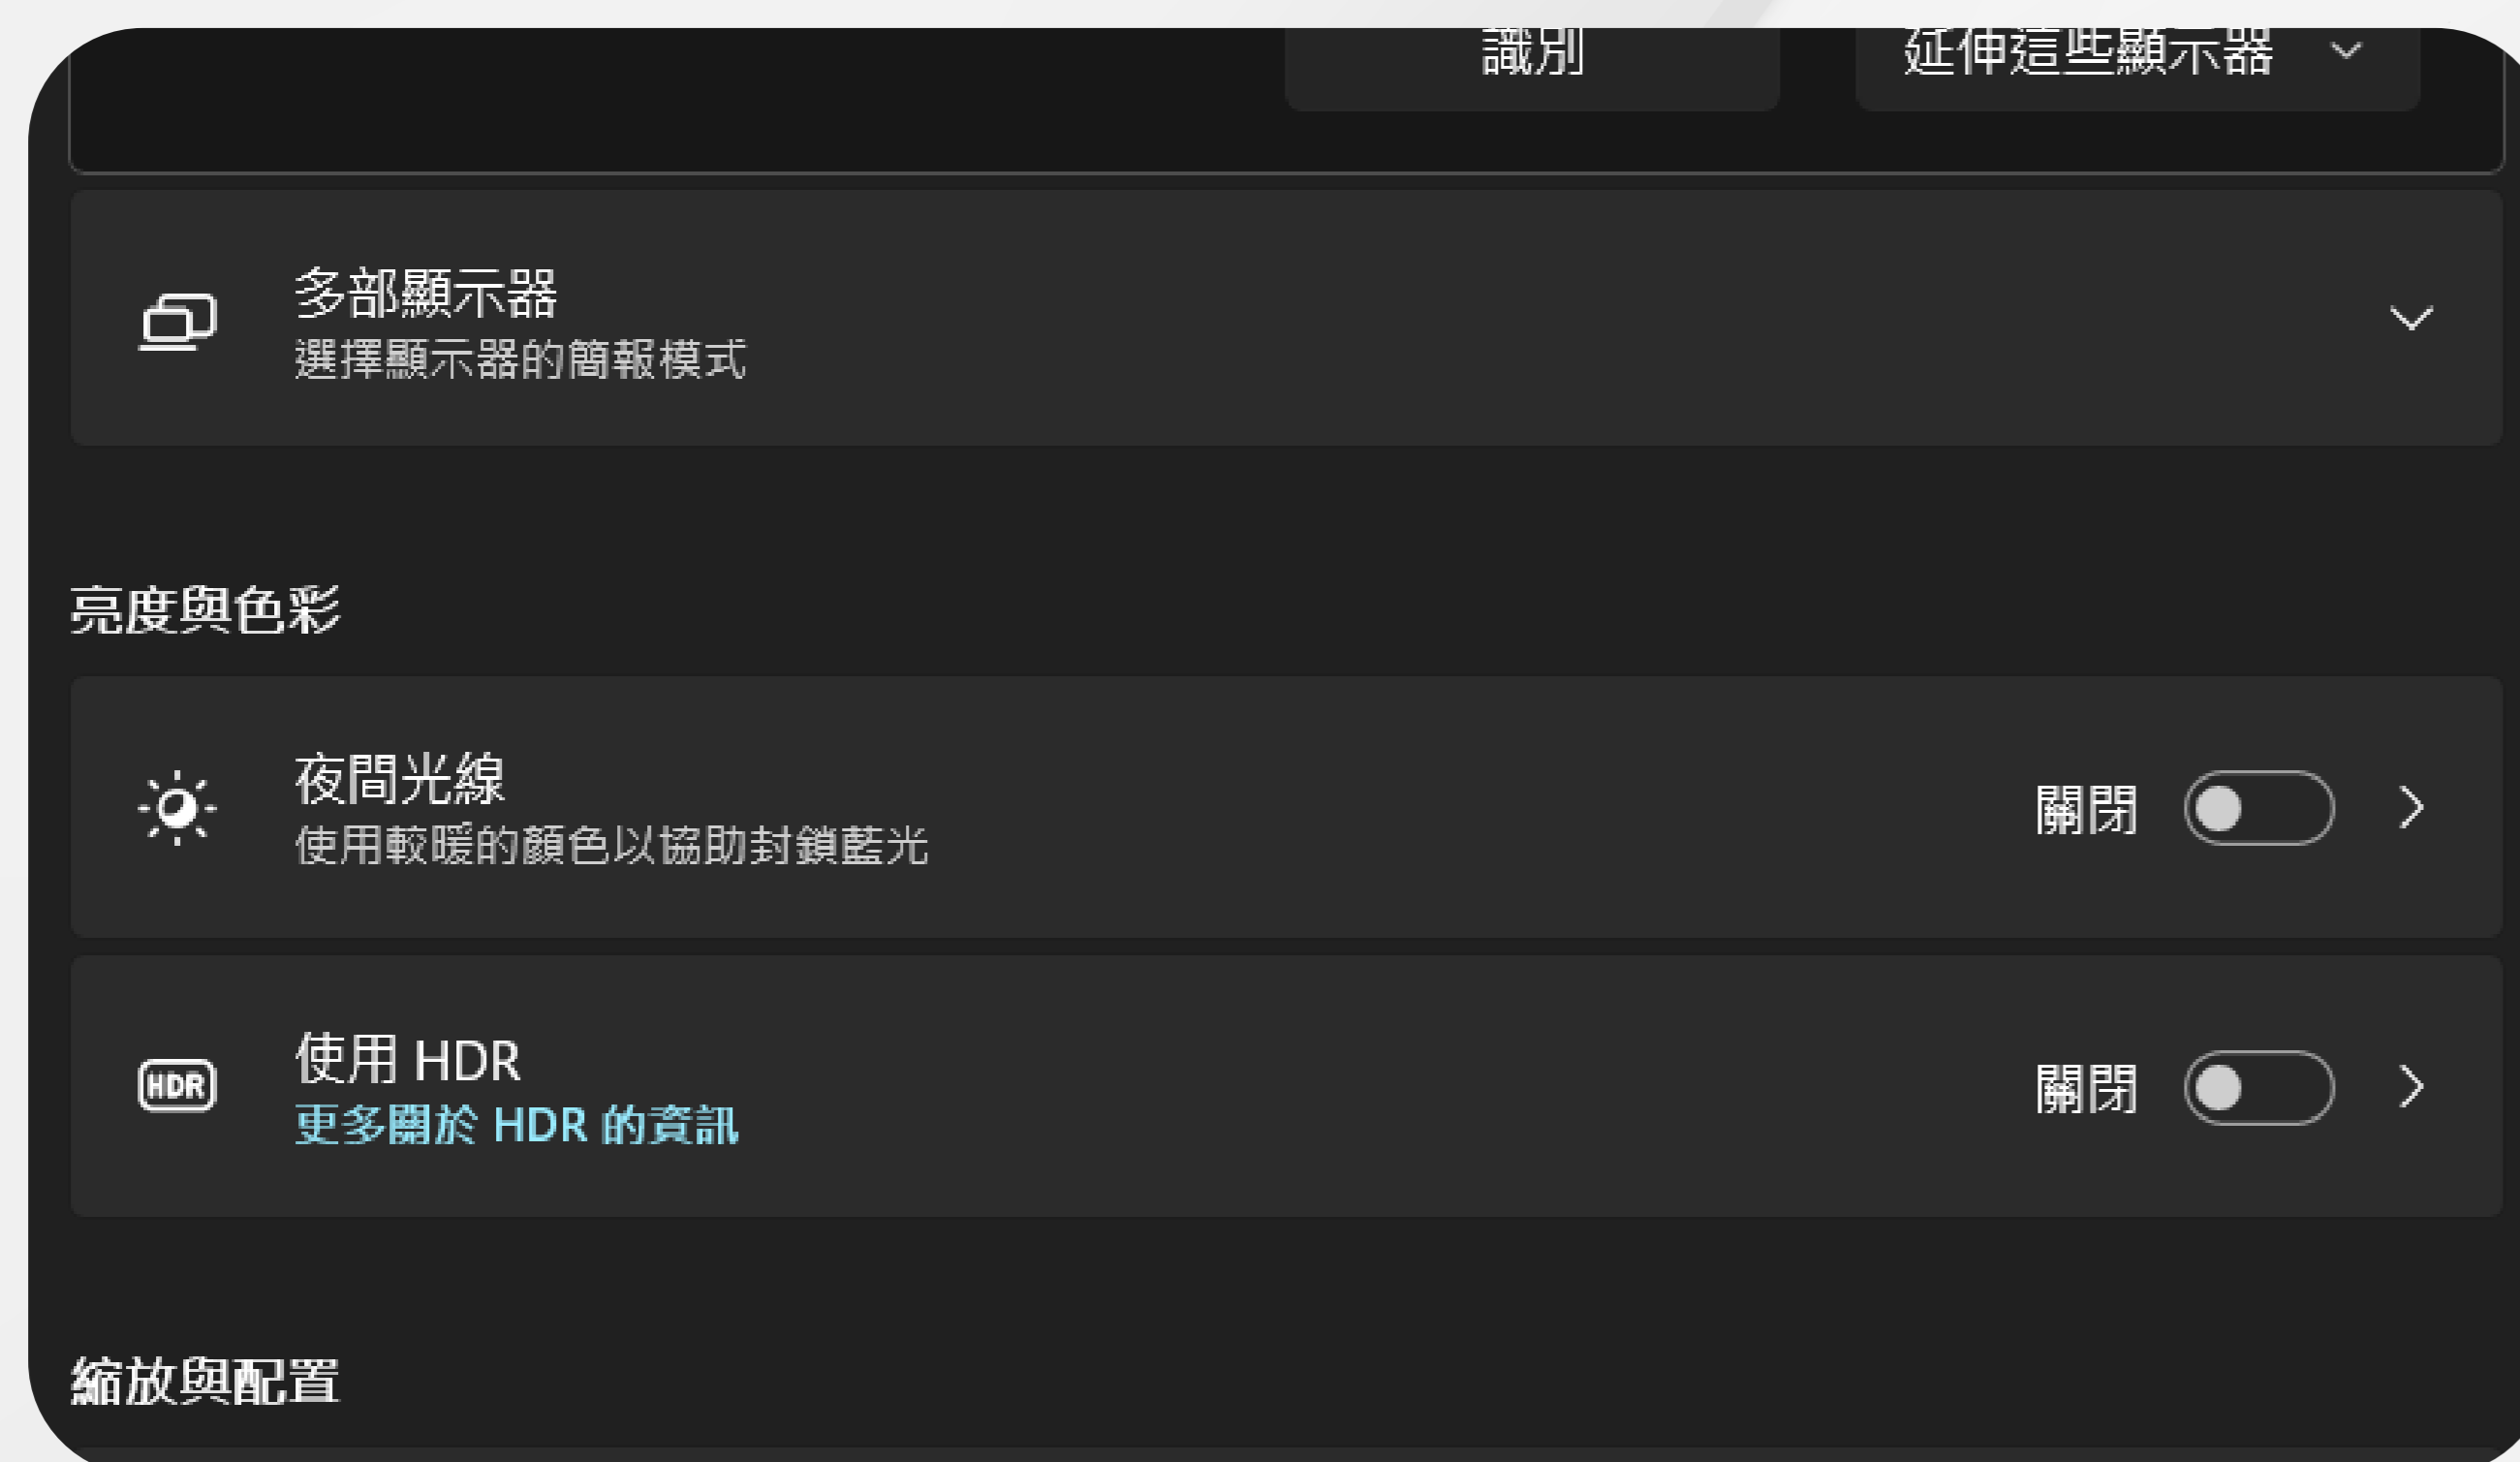 識別
延伸這些顯示器
多部顯示器
選擇顯示器的簡報模式
亮度與色彩
夜間光線
使用較暖的顏色以協助封鎖藍光
關閉
HDR
使用 HDR
更多關於 HDR 的資訊
關閉
縮放與配置